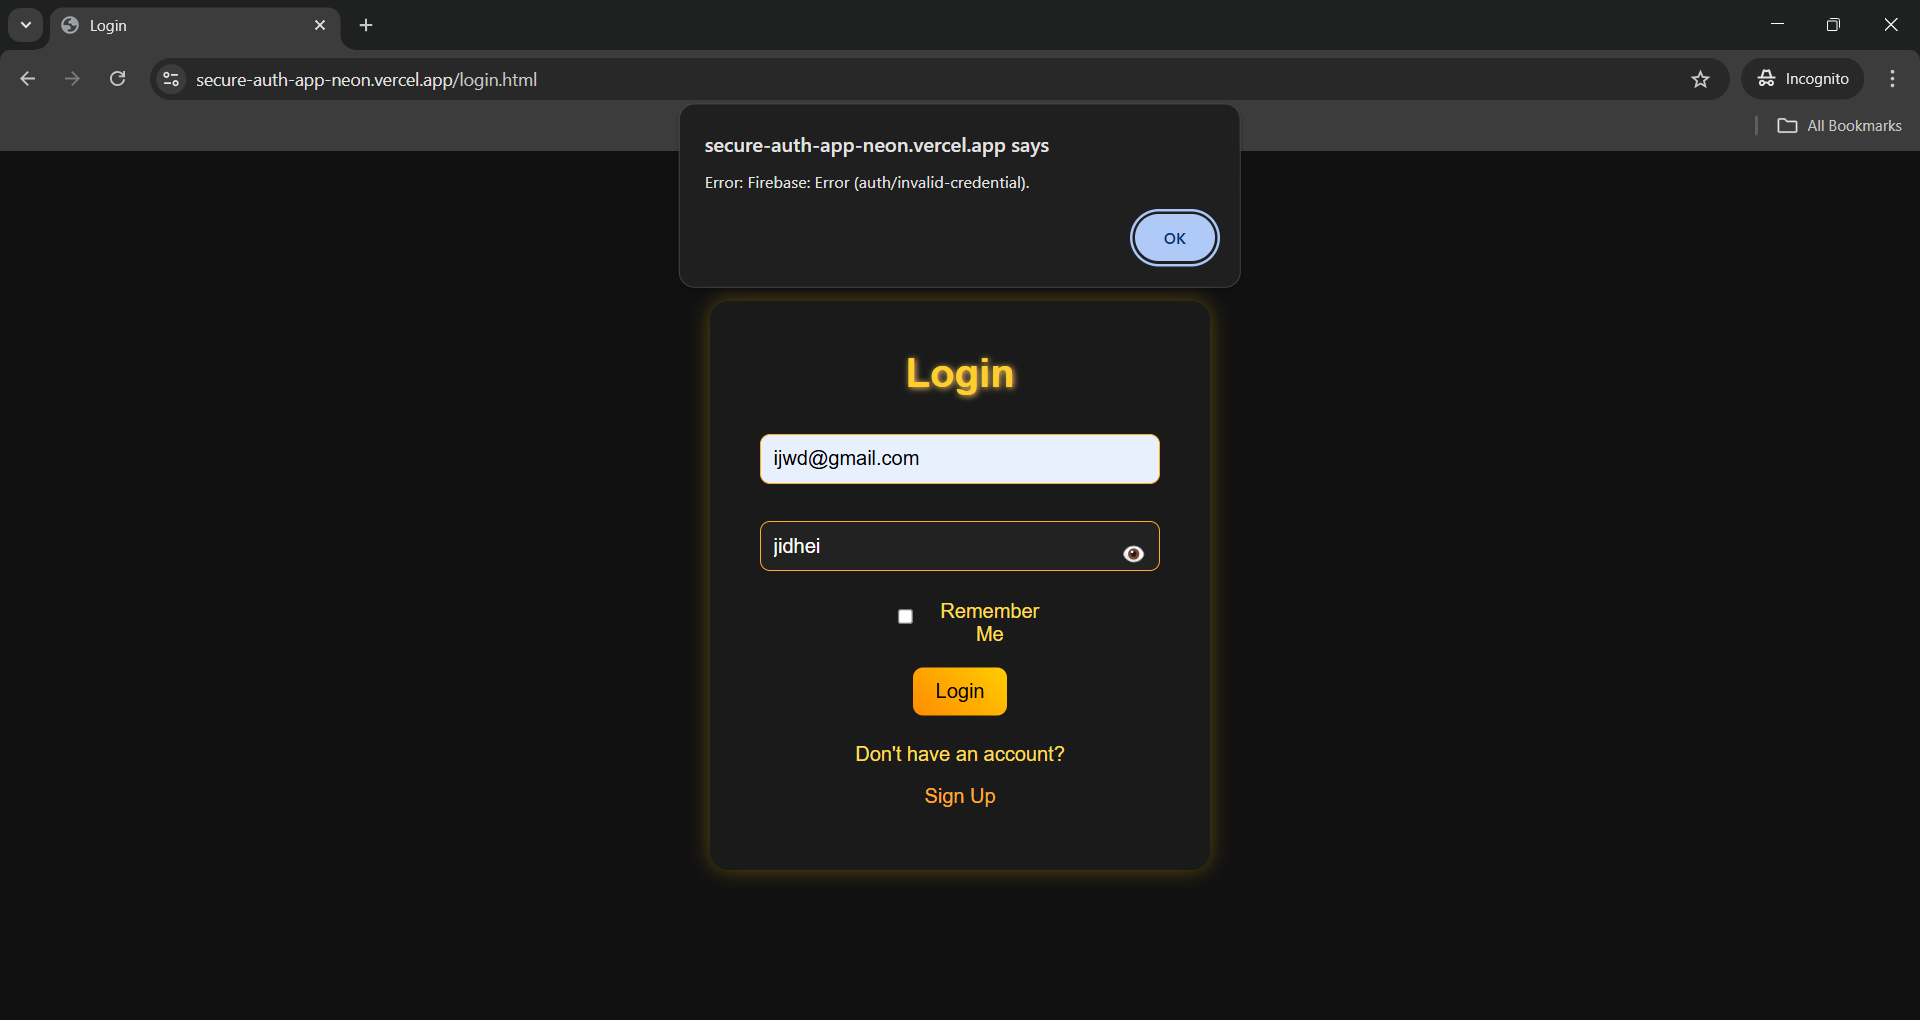 Login
secure-auth-app-neon.vercel.app/login.html
Incognito
All Bookmarks
secure-auth-app-neon.vercel.app says
Error: Firebase: Error (auth/invalid-credential).
OK
Login
ijwd@gmail.com
jidhei
Remember
Me
Login
Don't have an account?
Sign Up